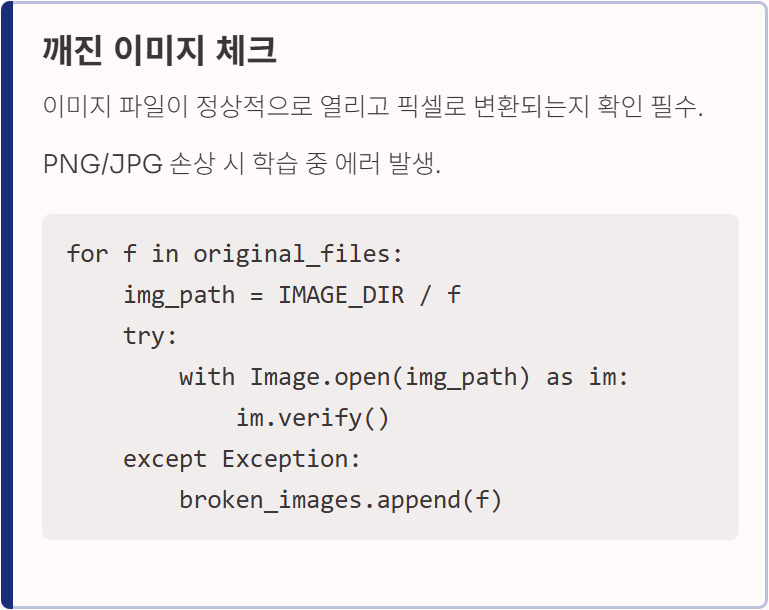 깨진 이미지 체크
이미지 파일이 정상적으로 열리고 픽셀로 변환되는지 확인 필수.
PNG/JPG 손상 시 학습 중 에러 발생.
for f in original_files:
    img_path = IMAGE_DIR / f
    try:
        with Image.open(img_path) as im:
            im.verify()
    except Exception:
        broken_images.append(f)